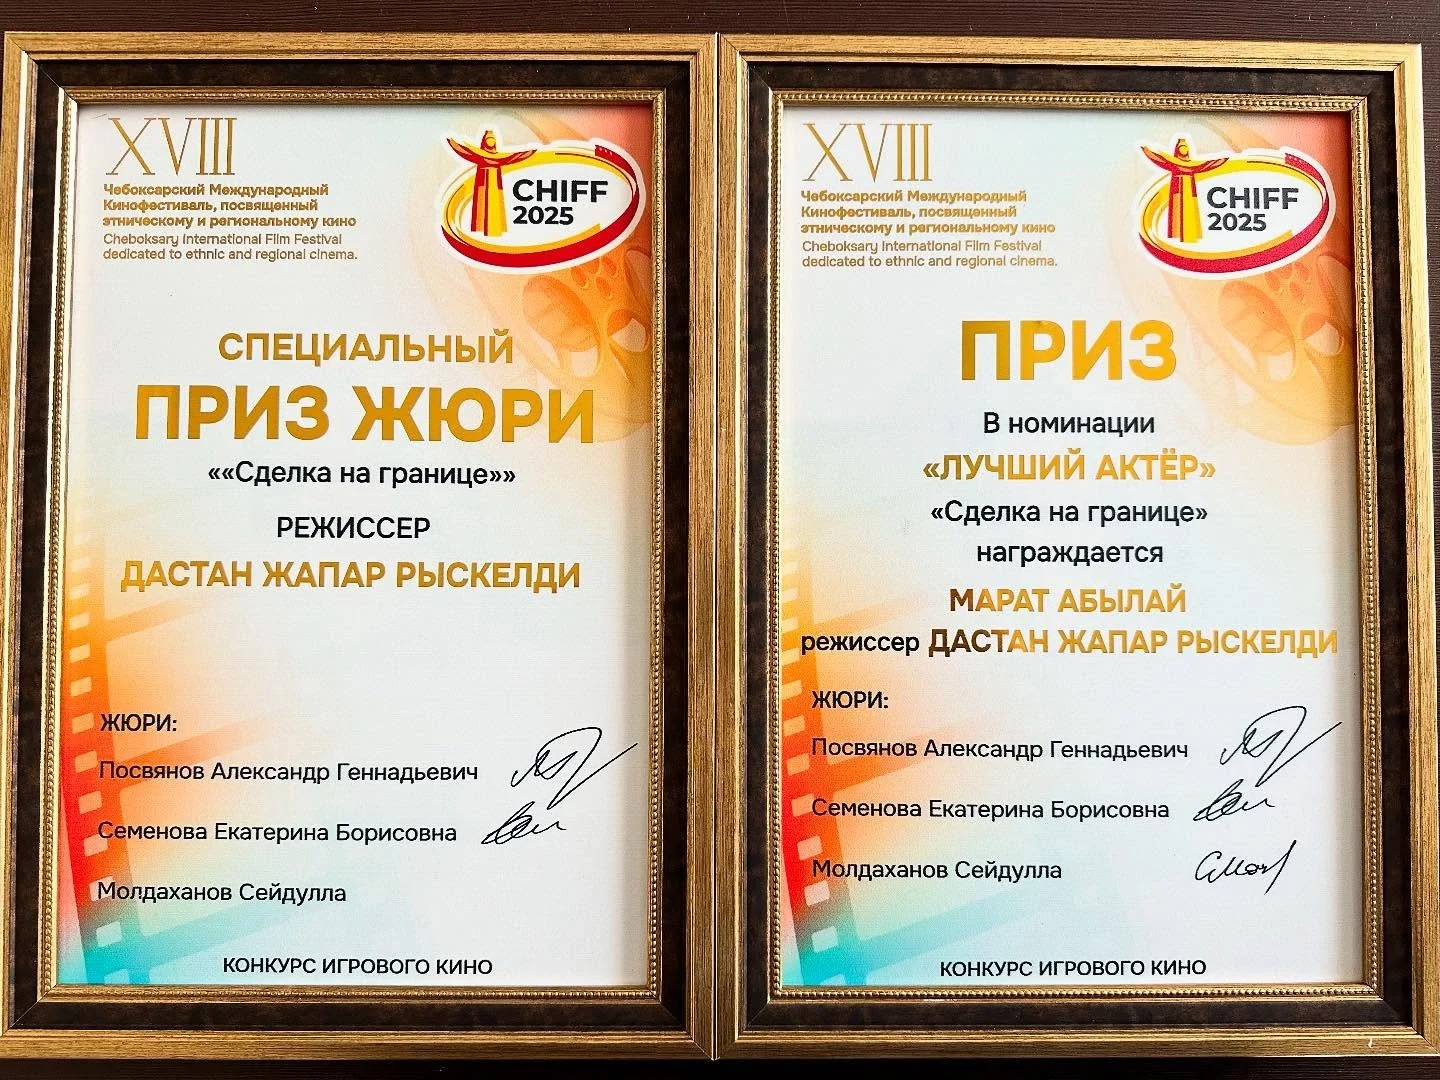 XVIII
Чебоксарский Международный
Кинофестиваль, посвященный
этническому и региональному кино
Cheboksary International Film Festival
dedicated to ethnic and regional cinema.
CHIFF
2025
СПЕЦИАЛЬНЫЙ
ПРИЗ ЖЮРИ
««Сделка на границе»»
РЕЖИССЕР
ДАСТАН ЖАПАР РЫСКЕЛДИ
ЖЮРИ:
Посвянов Александр Геннадьевич
Семенова Екатерина Борисовна
Молдаханов Сейдулла
КОНКУРС ИГРОВОГО КИНО
XVIII
Чебоксарский Международный
Кинофестиваль, посвященный
этническому и региональному кино
Cheboksary International Film Festival
dedicated to ethnic and regional cinema.
CHIFF
2025
ПРИЗ
В номинации
«ЛУЧШИЙ АКТЁР»
«Сделка на границе»
награждается
МАРАТ АБЫЛАЙ
режиссер ДАСТАН ЖАПАР РЫСКЕЛДИ
ЖЮРИ:
Посвянов Александр Геннадьевич
Семенова Екатерина Борисовна
Молдаханов Сейдулла
КОНКУРС ИГРОВОГО КИНО